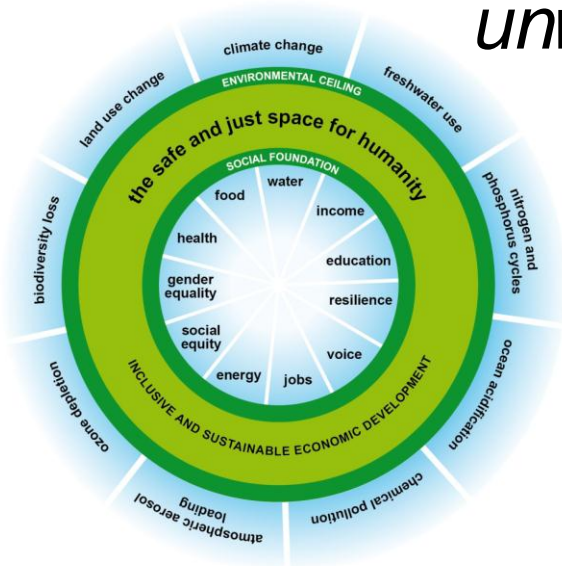 un
climate change
freshwater use
nitrogen and
phosphorus cycles
ocean acidification
chemical pollution
atmospheric aerosol
loading
ozone depletion
biodiversity loss
land use change
ENVIRONMENTAL CEILING
the safe and just space for humanity
SOCIAL FOUNDATION
water
income
education
resilience
voice
jobs
energy
social
equity
gender
equality
health
food
INCLUSIVE AND SUSTAINABLE ECONOMIC DEVELOPMENT